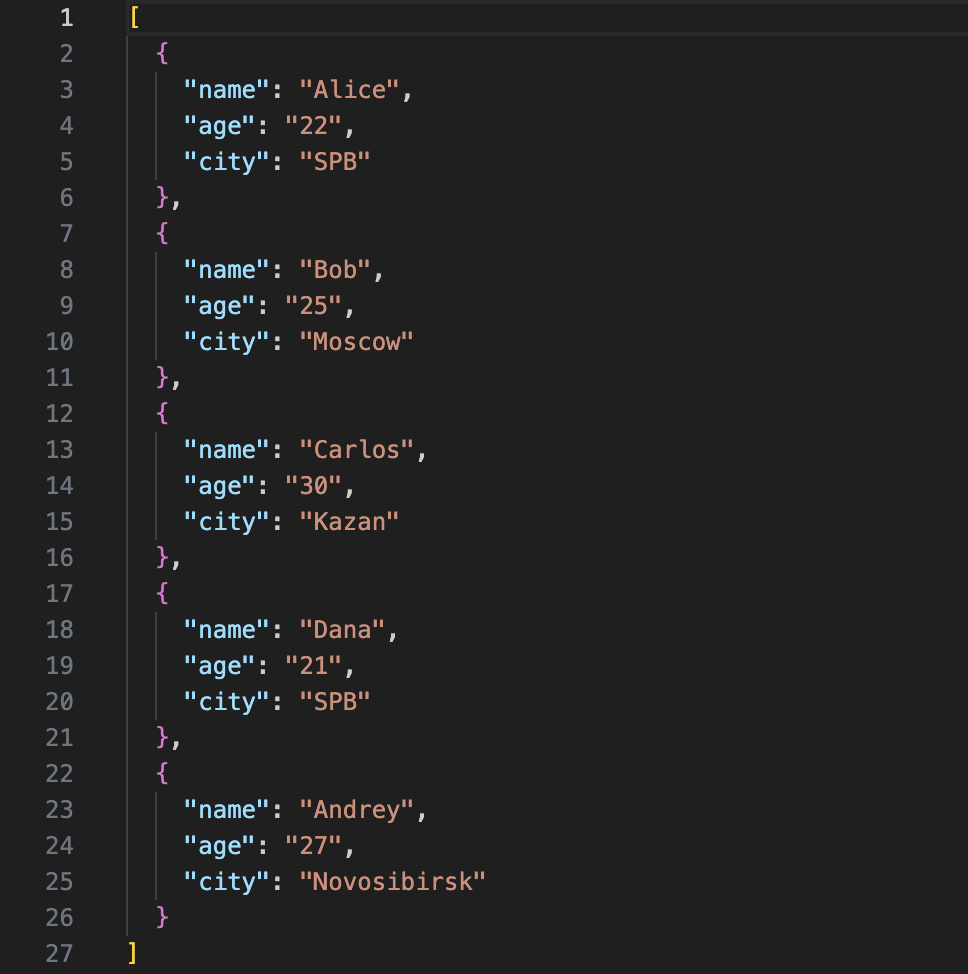 1 [
2   {
3     "name": "Alice",
4     "age": "22",
5     "city": "SPB"
6   },
7   {
8     "name": "Bob",
9     "age": "25",
10     "city": "Moscow"
11   },
12   {
13     "name": "Carlos",
14     "age": "30",
15     "city": "Kazan"
16   },
17   {
18     "name": "Dana",
19     "age": "21",
20     "city": "SPB"
21   },
22   {
23     "name": "Andrey",
24     "age": "27",
25     "city": "Novosibirsk"
26   }
27 ]